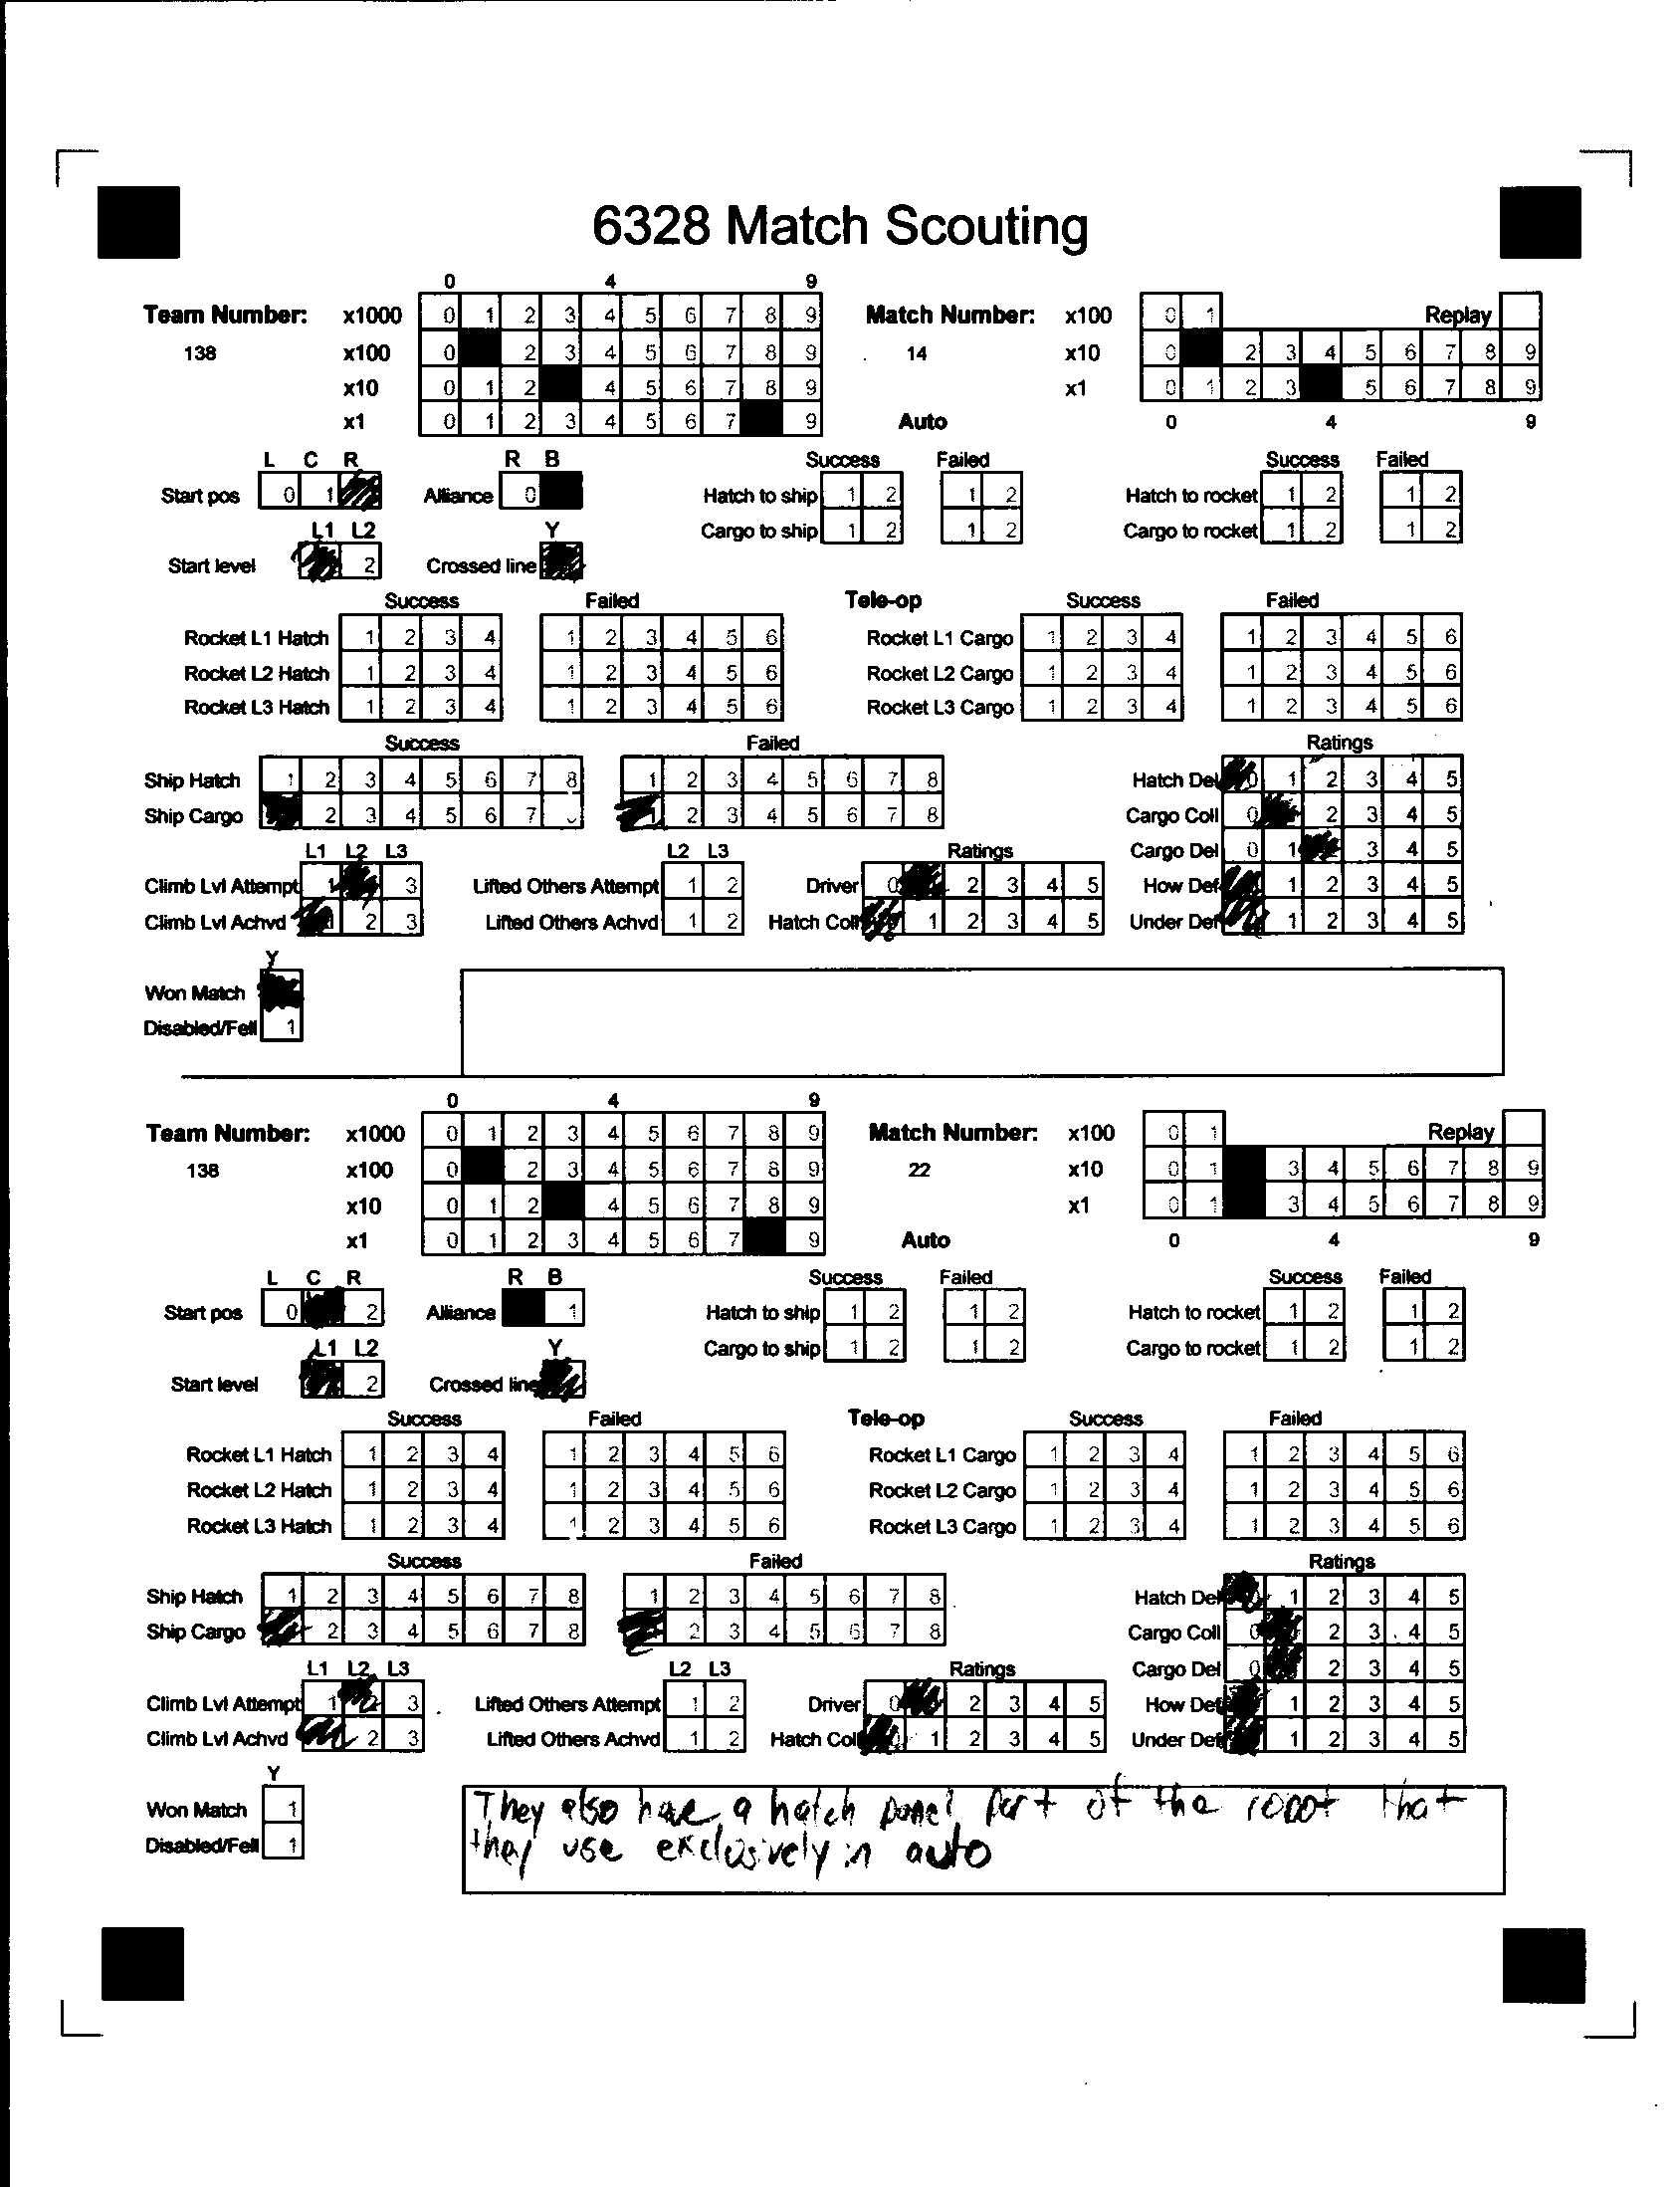 6328 Match Scouting
0 4 9
Team Number: x1000 0 1 2 3 4 5 6 7 8 9 Match Number: x100 0 1 Replay
138 x100 0 2 3 4 5 6 7 8 9 14 x10 0 2 3 4 5 6 7 8 9
x10 0 1 2 4 5 6 7 8 9 x1 0 1 2 3 5 6 7 8 9
x1 0 1 2 3 4 5 6 7 9 Auto 0 4 9
L C R R B Success Failed Success Failed
Start pos 0 1 Alliance 0 Hatch to ship 1 2 1 2 Hatch to rocket 1 2 1 2
Cargo to ship 1 2 1 2 Cargo to rocket 1 2 1 2
L1 L2 Y
Start level 2 Crossed line
Success Failed Tele-op Success Failed
Rocket L1 Hatch 1 2 3 4 1 2 3 4 5 6 Rocket L1 Cargo 1 2 3 4 1 2 3 4 5 6
Rocket L2 Hatch 1 2 3 4 1 2 3 4 5 6 Rocket L2 Cargo 1 2 3 4 1 2 3 4 5 6
Rocket L3 Hatch 1 2 3 4 1 2 3 4 5 6 Rocket L3 Cargo 1 2 3 4 1 2 3 4 5 6
Success Failed Ratings
Ship Hatch 1 2 3 4 5 6 7 8 1 2 3 4 5 6 7 8 Hatch Del 0 1 2 3 4 5
Ship Cargo 2 3 4 5 6 7 1 2 3 4 5 6 7 8 Cargo Coll 0 2 3 4 5
L1 L2 L3 L2 L3 Ratings Cargo Del 0 1 3 4 5
Climb Lvl Attempt 1 3 Lifted Others Attempt 1 2 Driver 0 2 3 4 5 How Def 1 2 3 4 5
Climb Lvl Achvd 2 3 Lifted Others Achvd 1 2 Hatch Coll 1 2 3 4 5 Under Def 1 2 3 4 5
Y
Won Match
Disabled/Fell 1
0 4 9
Team Number: x1000 0 1 2 3 4 5 6 7 8 9 Match Number: x100 0 1 Replay
138 x100 0 2 3 4 5 6 7 8 9 22 x10 0 1 3 4 5 6 7 8 9
x10 0 1 2 4 5 6 7 8 9 x1 0 1 3 4 5 6 7 8 9
x1 0 1 2 3 4 5 6 7 9 Auto 0 4 9
L C R R B Success Failed Success Failed
Start pos 0 2 Alliance 1 Hatch to ship 1 2 1 2 Hatch to rocket 1 2 1 2
Cargo to ship 1 2 1 2 Cargo to rocket 1 2 1 2
L1 L2 Y
Start level 2 Crossed line
Success Failed Tele-op Success Failed
Rocket L1 Hatch 1 2 3 4 1 2 3 4 5 6 Rocket L1 Cargo 1 2 3 4 1 2 3 4 5 6
Rocket L2 Hatch 1 2 3 4 1 2 3 4 5 6 Rocket L2 Cargo 1 2 3 4 1 2 3 4 5 6
Rocket L3 Hatch 1 2 3 4 1 2 3 4 5 6 Rocket L3 Cargo 1 2 3 4 1 2 3 4 5 6
Success Failed Ratings
Ship Hatch 1 2 3 4 5 6 7 8 1 2 3 4 5 6 7 8 Hatch Del 1 2 3 4 5
Ship Cargo 2 3 4 5 6 7 8 2 3 4 5 6 7 8 Cargo Coll 0 2 3 4 5
L1 L2 L3 L2 L3 Ratings Cargo Del 0 2 3 4 5
Climb Lvl Attempt 1 2 3 Lifted Others Attempt 1 2 Driver 0 2 3 4 5 How Def 1 2 3 4 5
Climb Lvl Achvd 2 3 Lifted Others Achvd 1 2 Hatch Coll 0 1 2 3 4 5 Under Def 1 2 3 4 5
Y
Won Match 1
Disabled/Fell 1
They also have a hatch panel part of the robot that
they use exclusively in auto